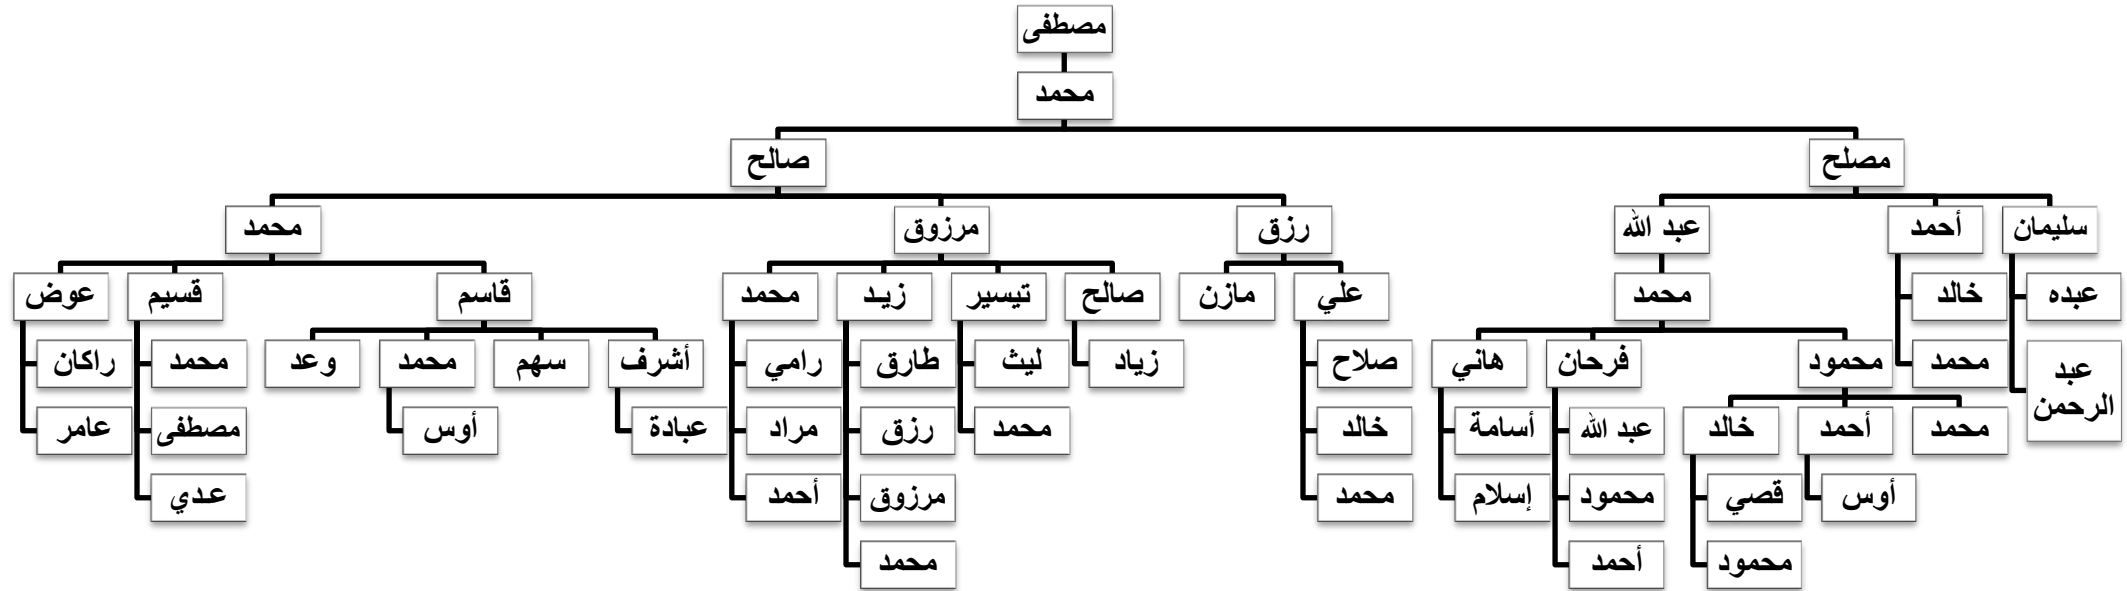 مصطفى
محمد
مصلح
صالح
سليمان
أحمد
عبد الله
رزق
مرزوق
محمد
عبده
خالد
محمد
علي
مازن
صالح
تيسير
زيد
محمد
قاسم
قسيم
عوض
عبد
الرحمن
محمد
محمود
فرحان
هاني
صلاح
زياد
ليث
طارق
رامي
أشرف
سهم
محمد
وعد
محمد
راكان
محمد
أحمد
خالد
عبد الله
أسامة
خالد
محمد
رزق
مراد
عبادة
أوس
مصطفى
عامر
أوس
قصي
محمود
إسلام
محمد
مرزوق
أحمد
عدي
محمود
أحمد
محمد